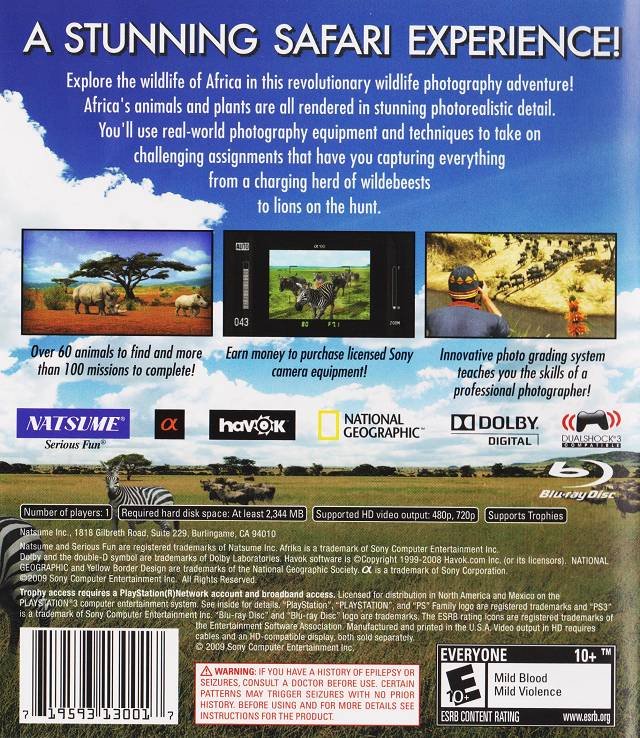 A STUNNING SAFARI EXPERIENCE!
Explore the wildlife of Africa in this revolutionary wildlife photography adventure!
Africa's animals and plants are all rendered in stunning photorealistic detail.
You'll use real-world photography equipment and techniques to take on
challenging assignments that have you capturing everything
from a charging herd of wildebeests
to lions on the hunt.
AUTO
α100
043
80 F7.1
ZOOM
Over 60 animals to find and more
than 100 missions to complete!
Earn money to purchase licensed Sony
camera equipment!
Innovative photo grading system
teaches you the skills of a
professional photographer!
NATSUME®
Serious Fun®
α
havok
NATIONAL
GEOGRAPHIC™
DOLBY
DIGITAL
DUALSHOCK®3
COMPATIBLE
Blu-ray Disc
Number of players: 1
Required hard disk space: At least 2,344 MB
Supported HD video output: 480p, 720p
Supports Trophies
Natsume Inc., 1818 Gilbreth Road, Suite 229, Burlingame, CA 94010
Natsume and Serious Fun are registered trademarks of Natsume Inc. Afrika is a trademark of Sony Computer Entertainment Inc.
Dolby and the double-D symbol are trademarks of Dolby Laboratories. Havok software is ©Copyright 1999-2008 Havok.com Inc. (or its licensors). NATIONAL
GEOGRAPHIC and Yellow Border Design are trademarks of the National Geographic Society. α is a trademark of Sony Corporation.
©2009 Sony Computer Entertainment Inc. All Rights Reserved.
Trophy access requires a PlayStation(R)Network account and broadband access. Licensed for distribution in North America and Mexico on the
PLAYSTATION®3 computer entertainment system. See inside for details. "PlayStation", "PLAYSTATION", and "PS" Family logo are registered trademarks and "PS3"
is a trademark of Sony Computer Entertainment Inc. "Blu-ray Disc" and "Blu-ray Disc" logo are trademarks. The ESRB rating icons are registered trademarks of
the Entertainment Software Association. Manufactured and printed in the U.S.A. Video output in HD requires
cables and an HD-compatible display, both sold separately.
© 2009 Sony Computer Entertainment Inc.
7 19593 13001 7
WARNING: IF YOU HAVE A HISTORY OF EPILEPSY OR
SEIZURES, CONSULT A DOCTOR BEFORE USE. CERTAIN
PATTERNS MAY TRIGGER SEIZURES WITH NO PRIOR
HISTORY. BEFORE USING AND FOR MORE DETAILS SEE
INSTRUCTIONS FOR THE PRODUCT.
EVERYONE 10+ ™
E
10+
Mild Blood
Mild Violence
ESRB CONTENT RATING www.esrb.org